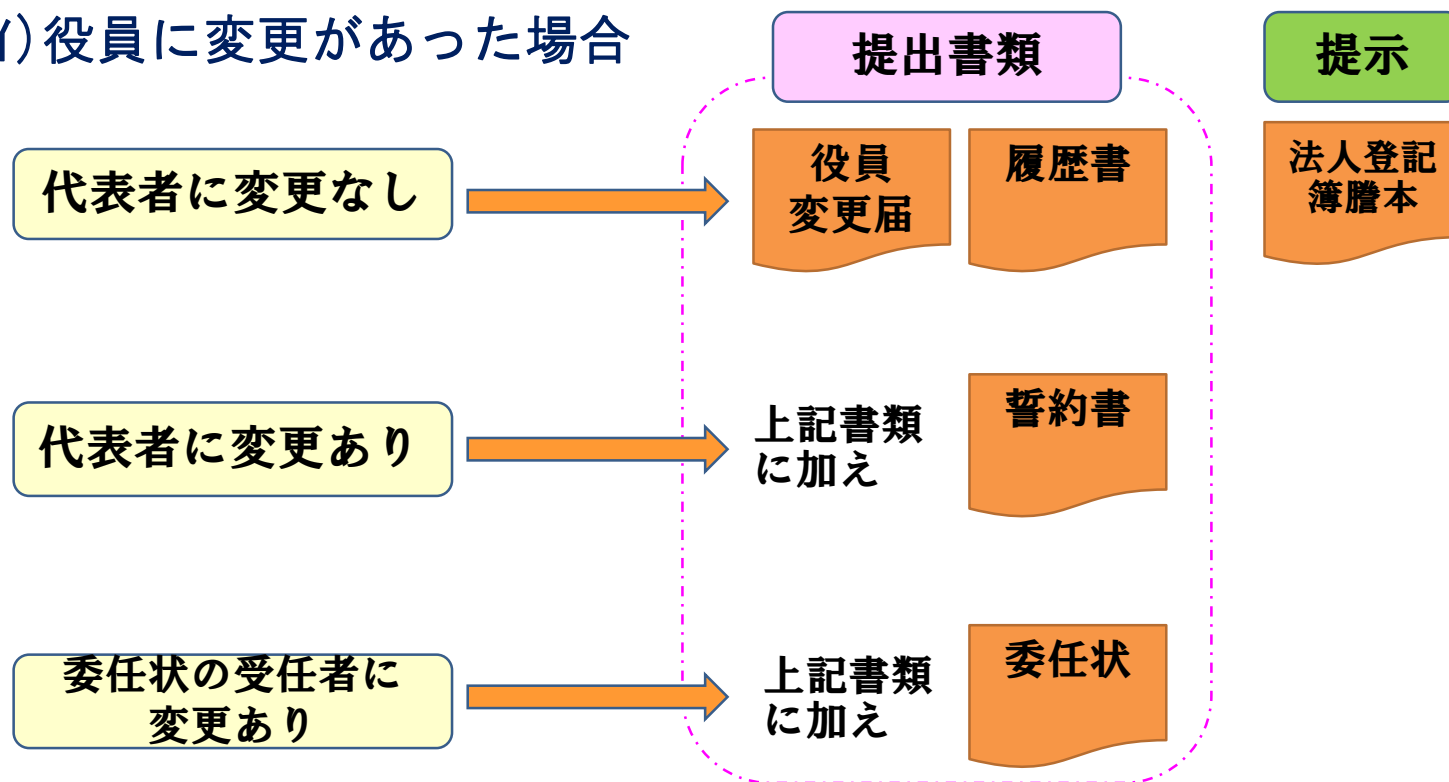 イ)役員に変更があった場合
提出書類
提示
代表者に変更なし
役員
変更届
履歴書
法人登記
簿謄本
代表者に変更あり
上記書類
に加え
誓約書
委任状の受任者に
変更あり
上記書類
に加え
委任状